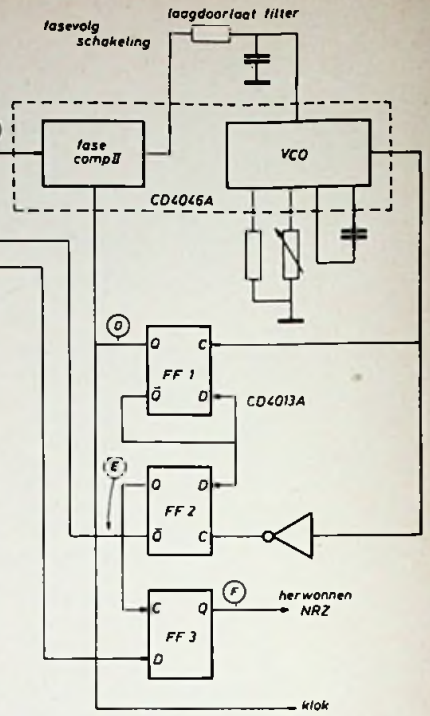 laagdoorlaat filter
fasevolg
schakeling
fase
comp II
VCO
CD4046A
D
Q C
FF 1
Q̄ D
CD4013A
E
Q D
FF 2
Q̄ C
F
herwonnen
NRZ
C Q
FF 3
D
klok